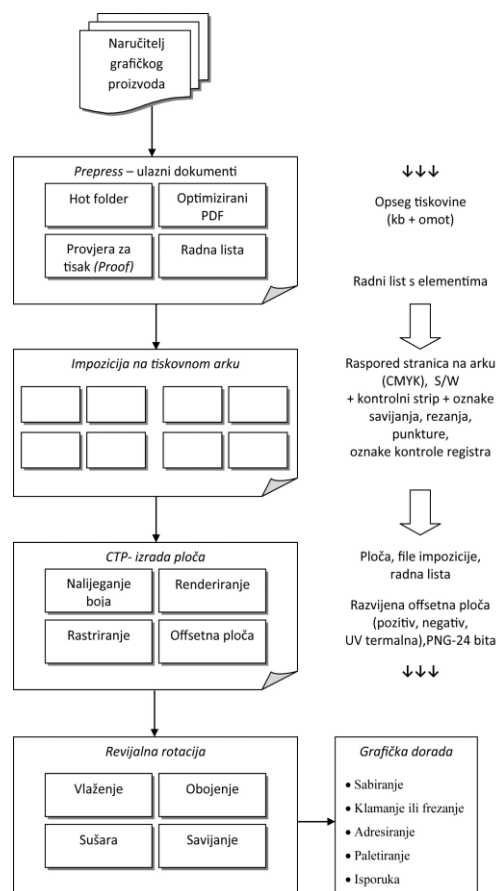 Naručitelj
grafičkog
proizvoda
Prepress – ulazni dokumenti
Hot folder
Optimizirani
PDF
Provjera za
tisak (Proof)
Radna lista
↓↓↓
Opseg tiskovine
(kb + omot)
Radni list s elementima
Impozicija na tiskovnom arku
Raspored stranica na arku
(CMYK), S/W
+ kontrolni strip + oznake
savijanja, rezanja,
punkture,
oznake kontrole registra
CTP- izrada ploča
Nalijeganje
boja
Renderiranje
Rastriranje
Offsetna ploča
Ploča, file impozicije,
radna lista
Razvijena offsetna ploča
(pozitiv, negativ,
UV termalna),PNG-24 bita
↓↓↓
Revijalna rotacija
Vlaženje
Obojenje
Sušara
Savijanje
Grafička dorada
• Sabiranje
• Klamanje ili frezanje
• Adresiranje
• Paletiranje
• Isporuka